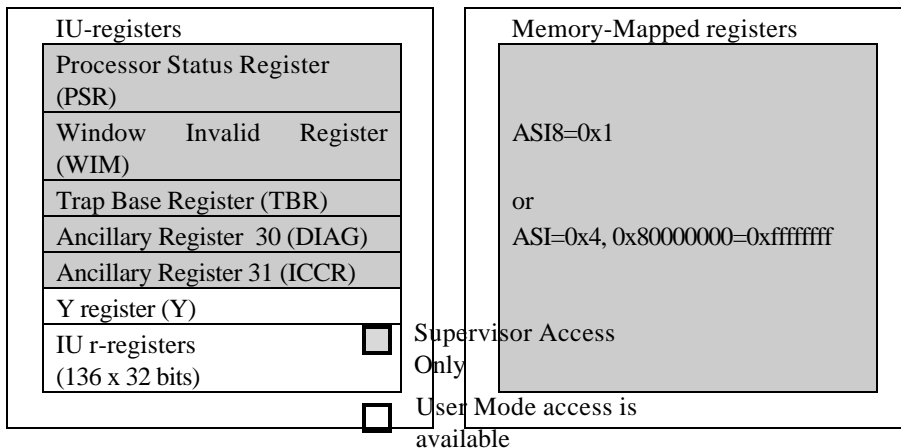 IU-registers
Processor Status Register
(PSR)
Window Invalid Register
(WIM)
Trap Base Register (TBR)
Ancillary Register 30 (DIAG)
Ancillary Register 31 (ICCR)
Y register (Y)
IU r-registers
(136 x 32 bits)
Memory-Mapped registers
ASI8=0x1
or
ASI=0x4, 0x80000000=0xffffffff
Supervisor Access
Only
User Mode access is
available